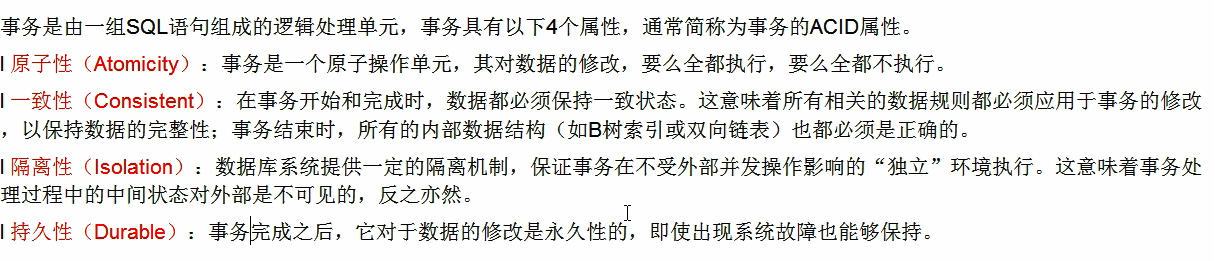 事务是由一组SQL语句组成的逻辑处理单元，事务具有以下4个属性，通常简称为事务的ACID属性。
l 原子性（Atomicity）：事务是一个原子操作单元，其对数据的修改，要么全都执行，要么全都不执行。
l 一致性（Consistent）：在事务开始和完成时，数据都必须保持一致状态。这意味着所有相关的数据规则都必须应用于事务的修改
，以保持数据的完整性；事务结束时，所有的内部数据结构（如B树索引或双向链表）也都必须是正确的。
l 隔离性（Isolation）：数据库系统提供一定的隔离机制，保证事务在不受外部并发操作影响的“独立”环境执行。这意味着事务处
理过程中的中间状态对外部是不可见的，反之亦然。
l 持久性（Durable）：事务完成之后，它对于数据的修改是永久性的，即使出现系统故障也能够保持。